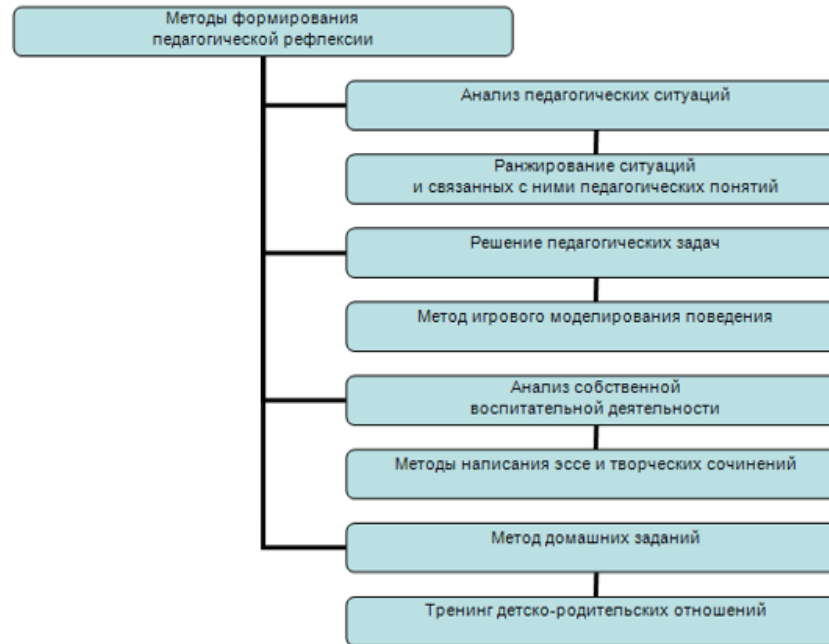 Методы формирования
педагогической рефлексии
Анализ педагогических ситуаций
Ранжирование ситуаций
и связанных с ними педагогических понятий
Решение педагогических задач
Метод игрового моделирования поведения
Анализ собственной
воспитательной деятельности
Методы написания эссе и творческих сочинений
Метод домашних заданий
Тренинг детско-родительских отношений